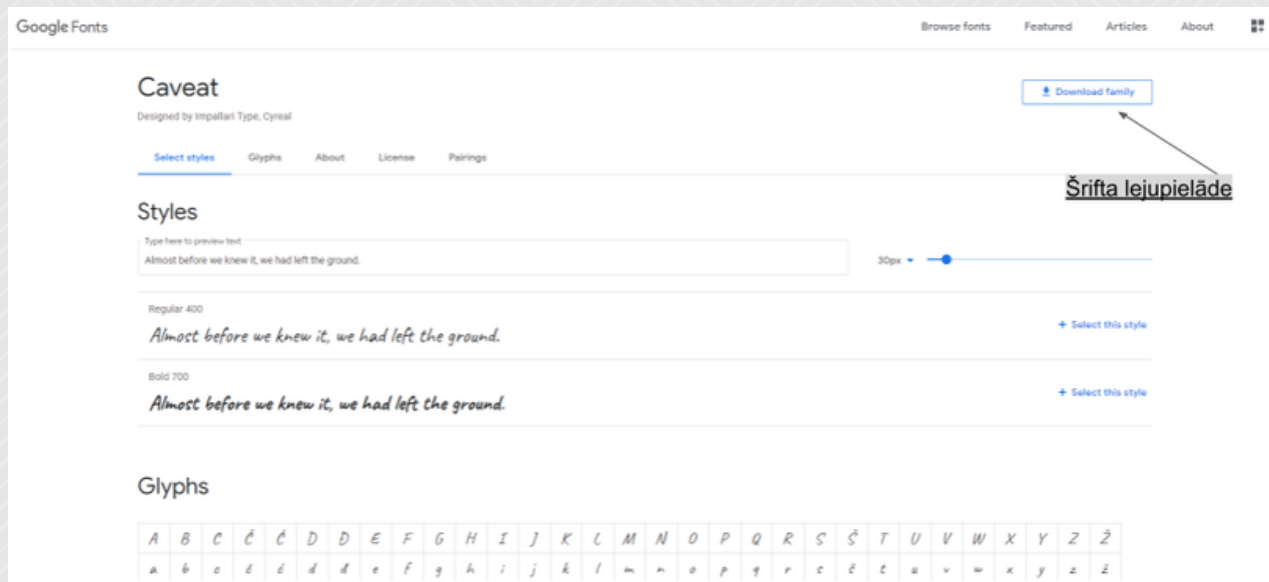 Google Fonts Browse fonts Featured Articles About
Caveat
Download family
Designed by Impallari Type, Cyreal
Select styles Glyphs About License Pairings
Šrifta lejupielāde
Styles
Type here to preview text
Almost before we knew it, we had left the ground.
30px
Regular 400
Almost before we knew it, we had left the ground.
+ Select this style
Bold 700
Almost before we knew it, we had left the ground.
+ Select this style
Glyphs
A B C Č Ć D Đ E F G H I J K L M N O P Q R S Š T U V W X Y Z Ž
a b c č ć d đ e f g h i j k l m n o p q r s š t u v w x y z ž